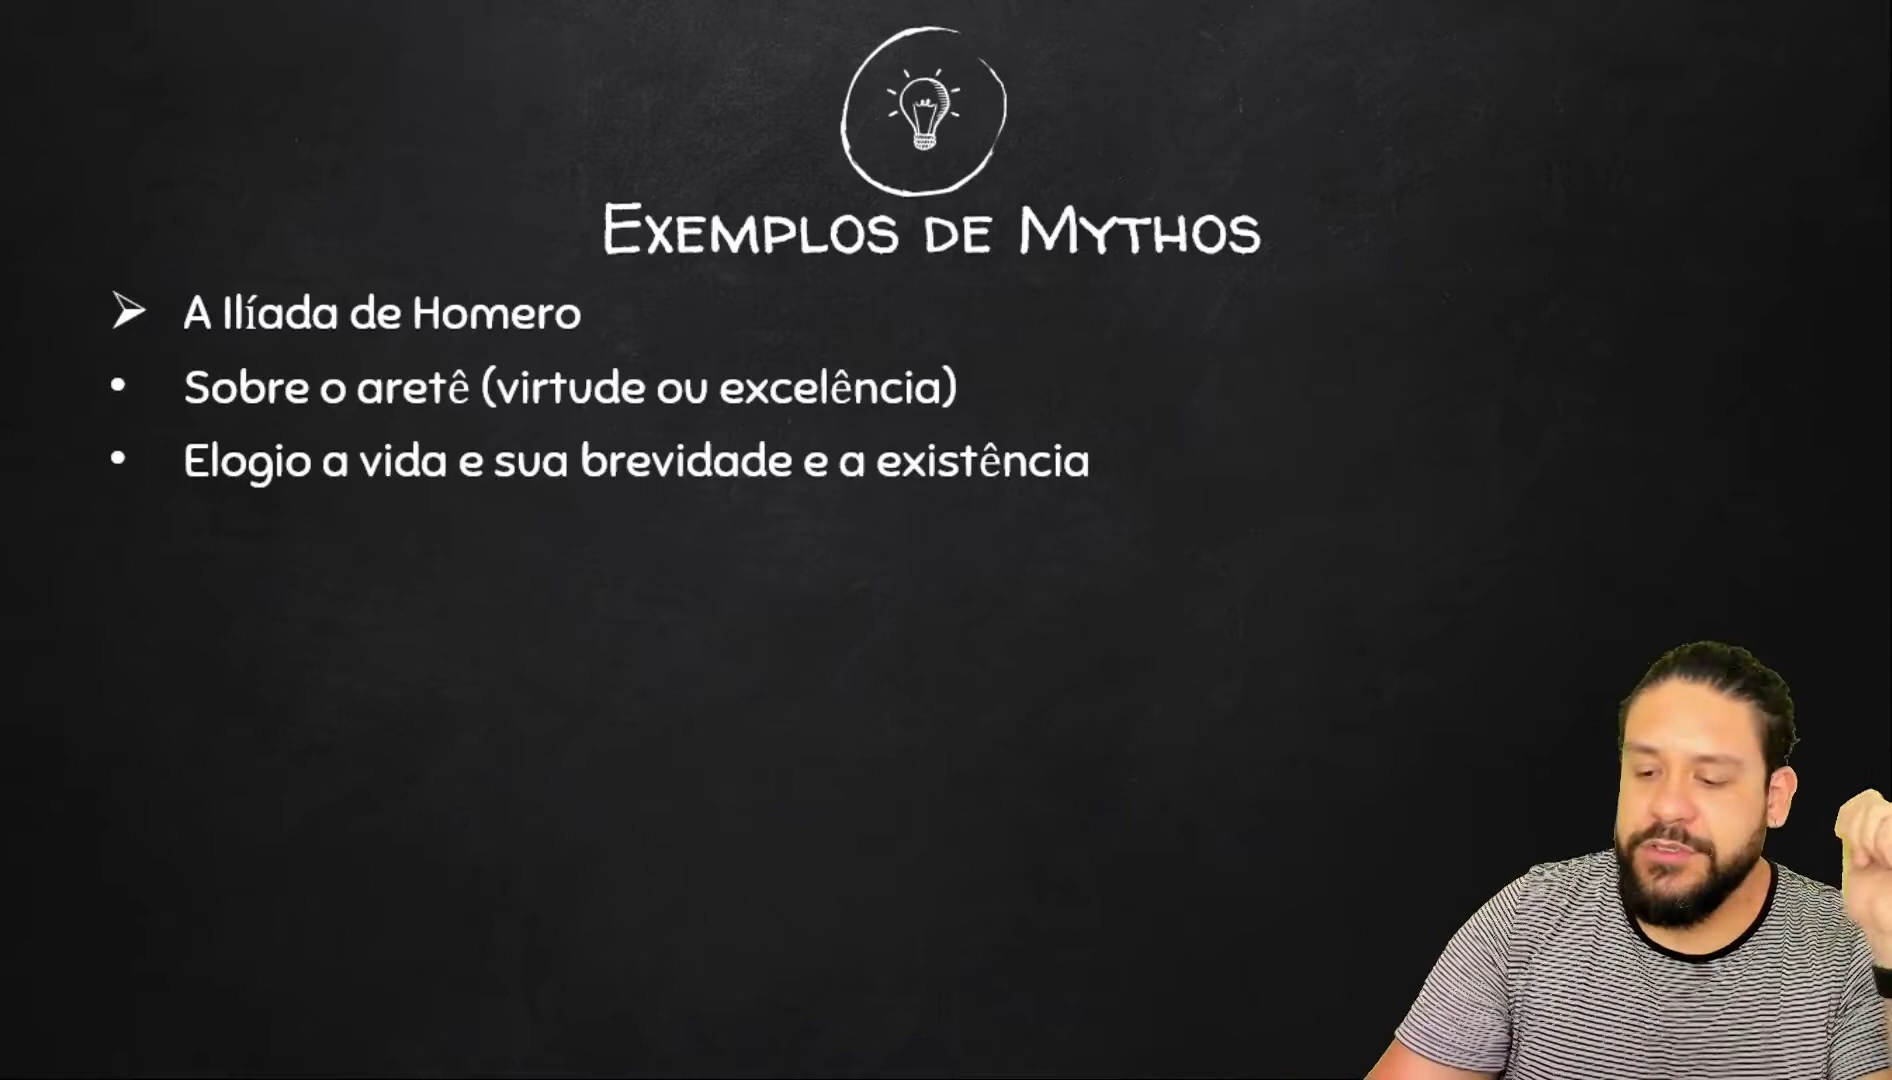 Exemplos de Mythos
A Ilíada de Homero
Sobre o aretê (virtude ou excelência)
Elogio a vida e sua brevidade e a existência